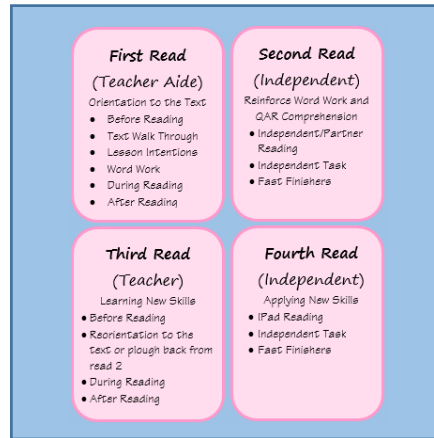 First Read
(Teacher Aide)
Orientation to the Text
• Before Reading
• Text Walk Through
• Lesson Intentions
• Word Work
• During Reading
• After Reading
Second Read
(Independent)
Reinforce Word Work and
QAR Comprehension
• Independent/Partner
Reading
• Independent Task
• Fast Finishers
Third Read
(Teacher)
Learning New Skills
• Before Reading
• Reorientation to the
text or plough back from
read 2
• During Reading
• After Reading
Fourth Read
(Independent)
Applying New Skills
• IPad Reading
• Independent Task
• Fast Finishers